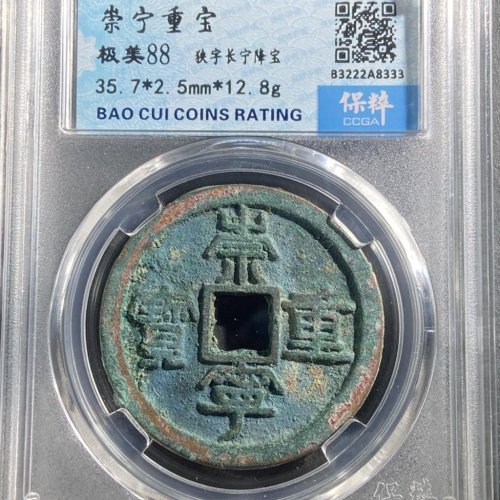 崇宁重宝
极美88 狭字长宁降宝
35.7*2.5mm*12.8g
BAO CUI COINS RATING
B3222A8333
保粹
CCGA
崇
寶 重
寧